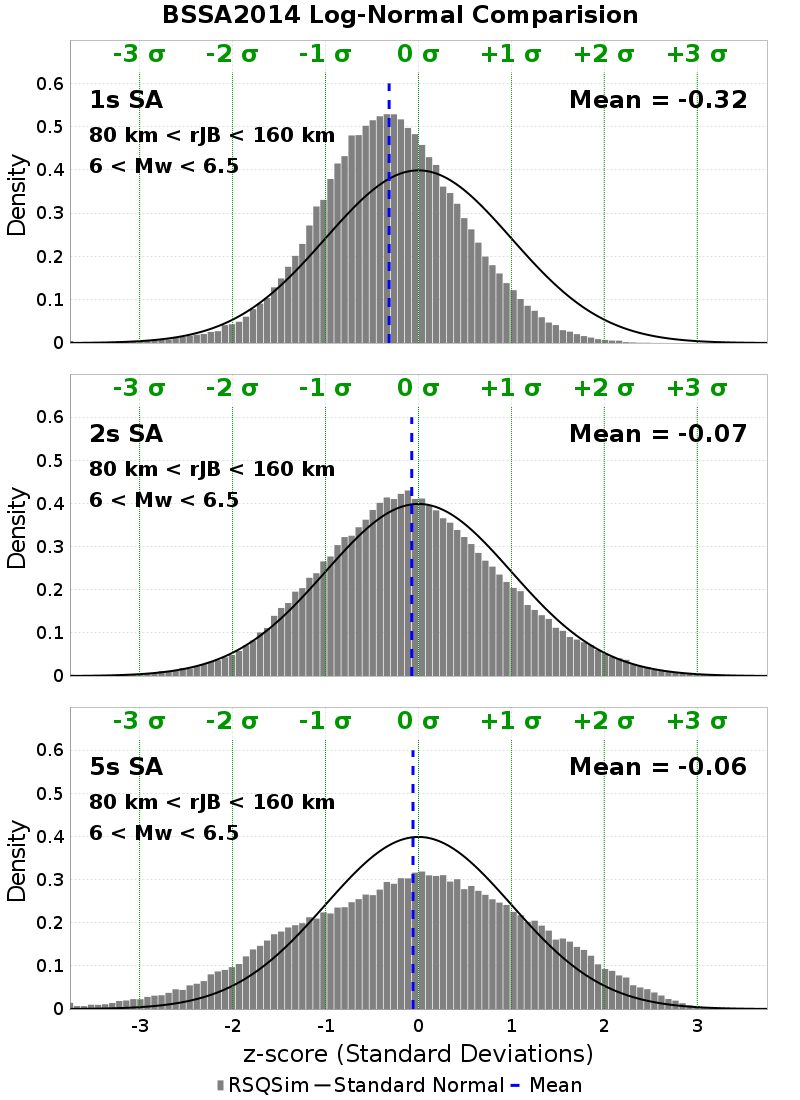 BSSA2014 Log-Normal Comparision
-3 σ -2 σ -1 σ 0 σ +1 σ +2 σ +3 σ
0.6
1s SA
Mean = -0.32
0.5
80 km < rJB < 160 km
0.4
6 < Mw < 6.5
Density
0.3
0.2
0.1
0
-3 σ -2 σ -1 σ 0 σ +1 σ +2 σ +3 σ
0.6
2s SA
Mean = -0.07
0.5
80 km < rJB < 160 km
0.4
6 < Mw < 6.5
Density
0.3
0.2
0.1
0
-3 σ -2 σ -1 σ 0 σ +1 σ +2 σ +3 σ
0.6
5s SA
Mean = -0.06
0.5
80 km < rJB < 160 km
0.4
6 < Mw < 6.5
Density
0.3
0.2
0.1
0
-3 -2 -1 0 1 2 3
z-score (Standard Deviations)
RSQSim Standard Normal Mean